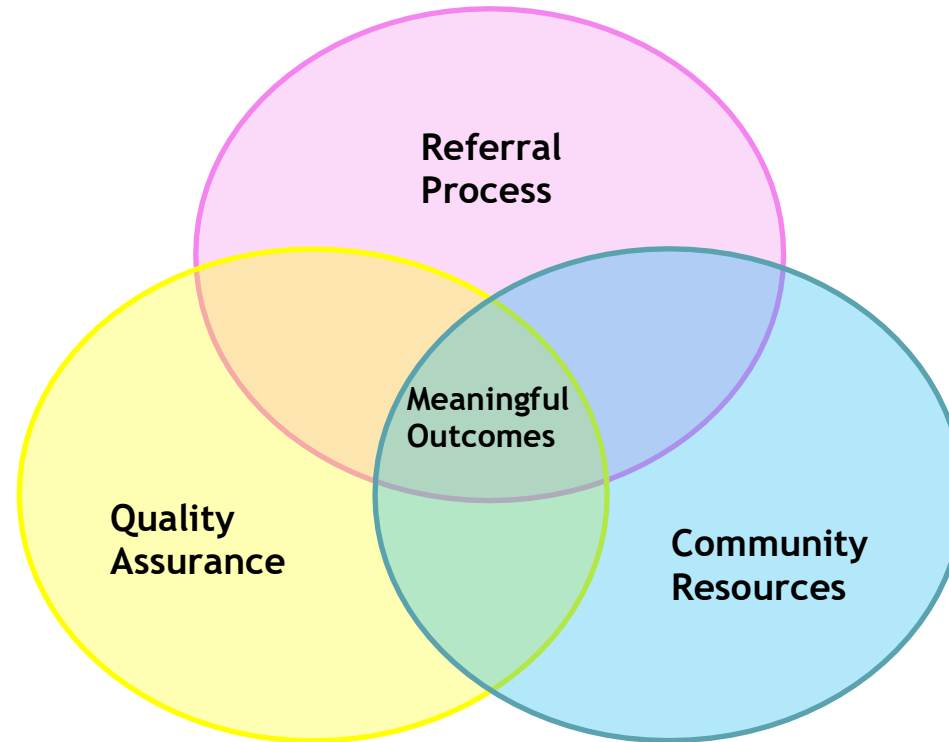 Referral
Process
Meaningful
Outcomes
Quality
Assurance
Community
Resources